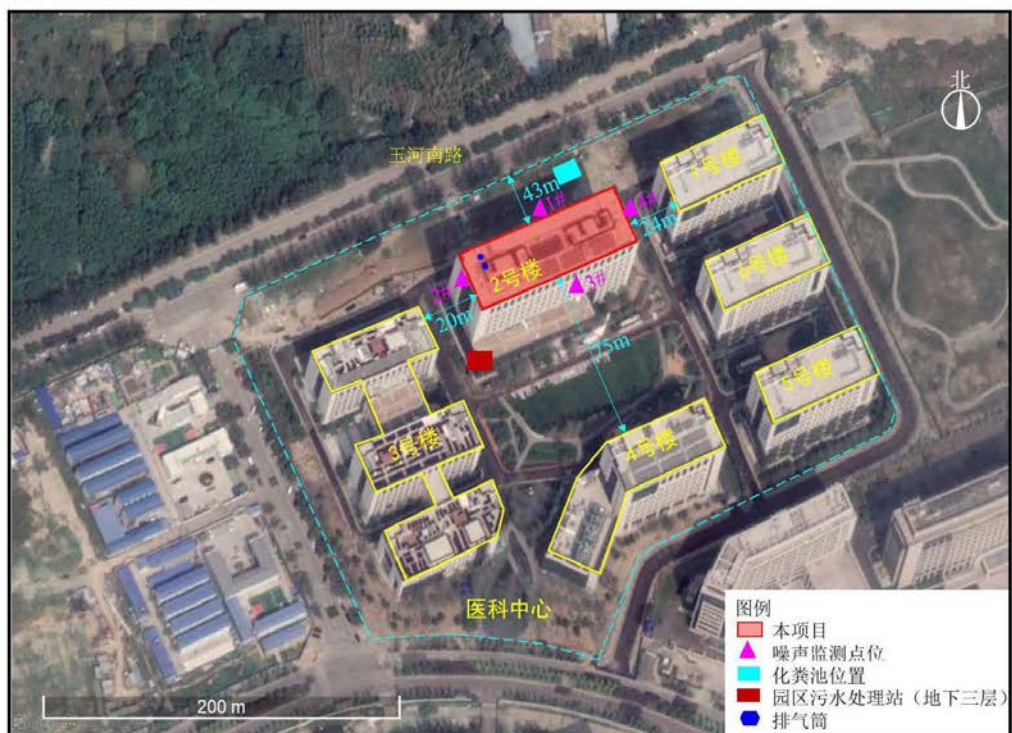 北
玉河南路
43m
1#
4#
24m
7号楼
2号楼
2#
3#
20m
6号楼
75m
5号楼
3号楼
4号楼
医科中心
200 m
图例
本项目
噪声监测点位
化粪池位置
园区污水处理站（地下三层）
排气筒